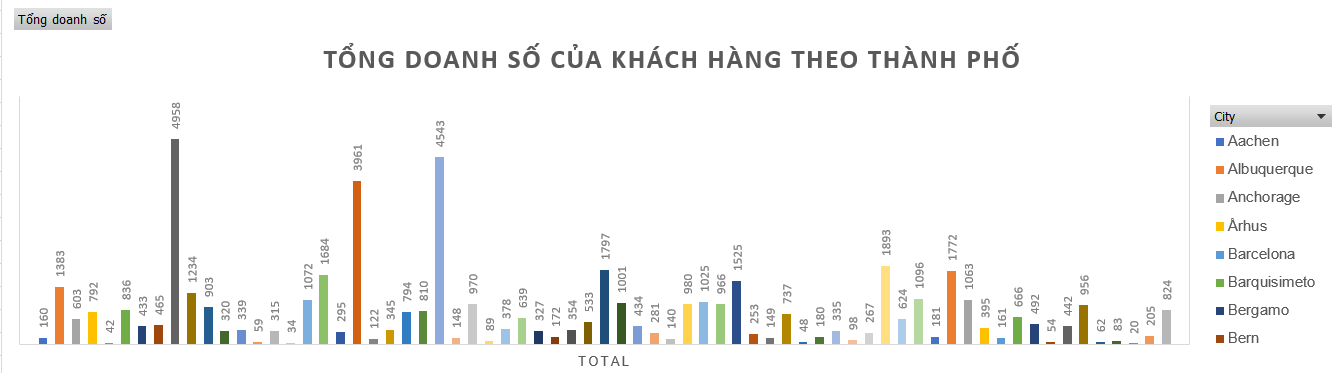 Tổng doanh số
TỔNG DOANH SỐ CỦA KHÁCH HÀNG THEO THÀNH PHỐ
160 1383 603 792 42 836 433 465 4958 1234 903 320 339 59 315 34 1072 1684 295 3961 122 345 794 810 4543 148 970 89 378 639 327 172 354 533 1797 1001 434 281 140 980 1025 966 1525 253 149 737 48 180 335 98 267 1893 624 1096 181 1772 1063 395 161 666 492 54 442 956 62 83 20 205 824
TOTAL
City
Aachen
Albuquerque
Anchorage
Århus
Barcelona
Barquisimeto
Bergamo
Bern